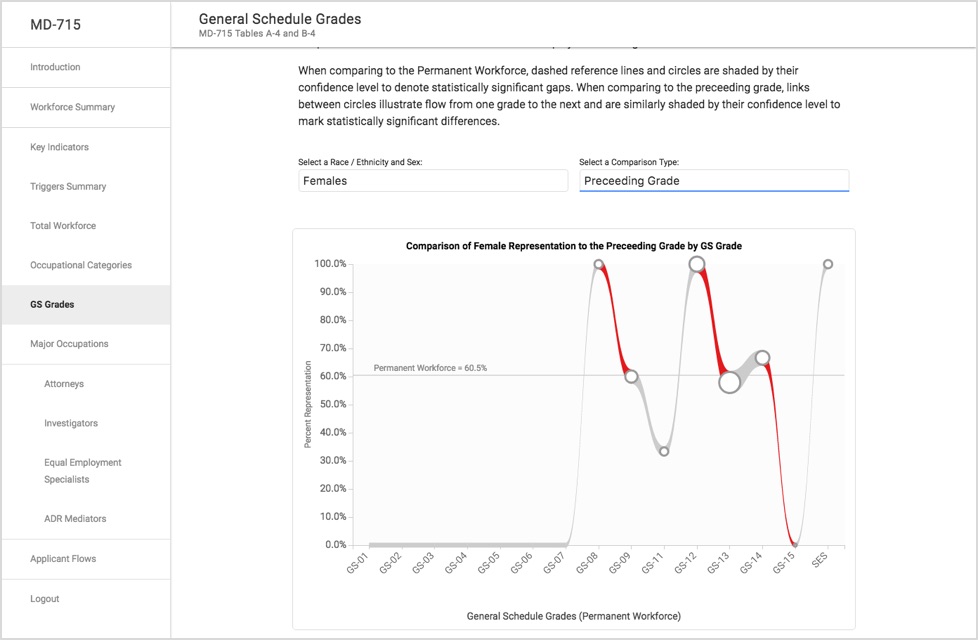 MD-715
General Schedule Grades
MD-715 Tables A-4 and B-4
Introduction
Workforce Summary
Key Indicators
Triggers Summary
Total Workforce
Occupational Categories
GS Grades
Major Occupations
Attorneys
Investigators
Equal Employment
Specialists
ADR Mediators
Applicant Flows
Logout
When comparing to the Permanent Workforce, dashed reference lines and circles are shaded by their
confidence level to denote statistically significant gaps. When comparing to the preceeding grade, links
between circles illustrate flow from one grade to the next and are similarly shaded by their confidence level to
mark statistically significant differences.
Select a Race / Ethnicity and Sex:
Females
Select a Comparison Type:
Preceeding Grade
Comparison of Female Representation to the Preceeding Grade by GS Grade
100.0%
90.0%
80.0%
70.0%
60.0%
50.0%
40.0%
30.0%
20.0%
10.0%
0.0%
Percent Representation
Permanent Workforce = 60.5%
GS-01
GS-02
GS-03
GS-04
GS-05
GS-06
GS-07
GS-08
GS-09
GS-11
GS-12
GS-13
GS-14
GS-15
SES
General Schedule Grades (Permanent Workforce)